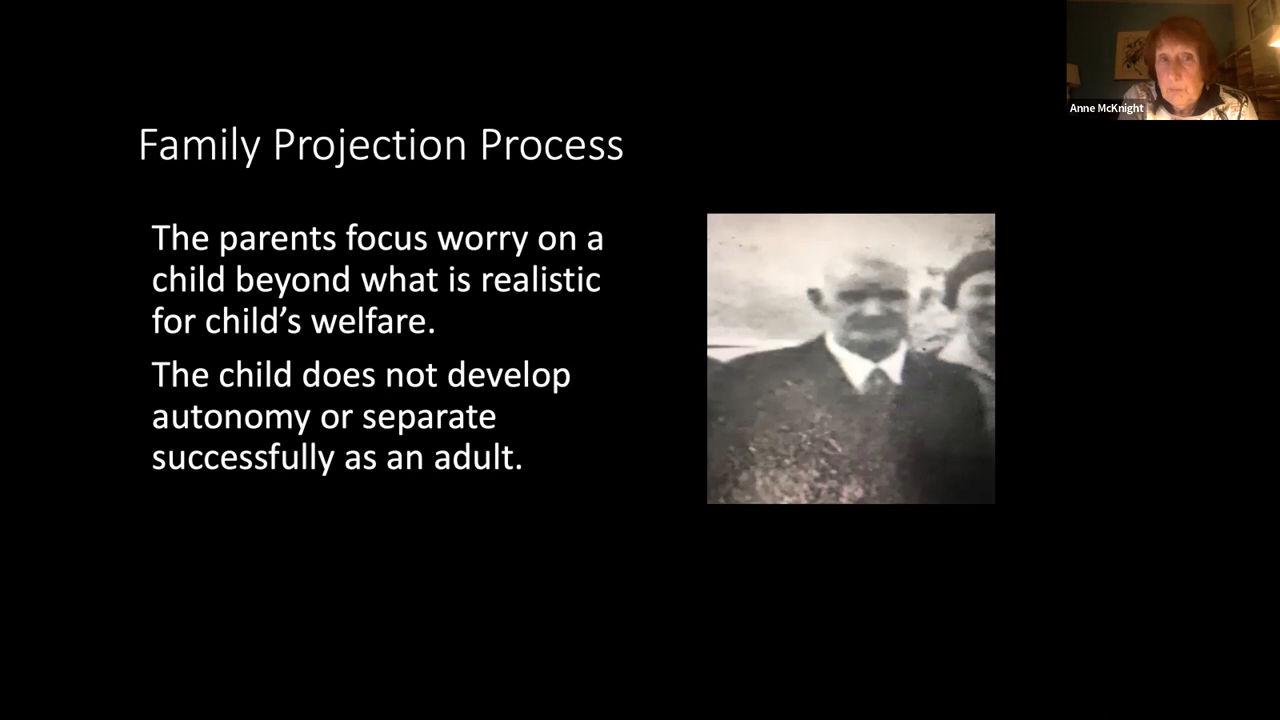 Anne McKnight
Family Projection Process
The parents focus worry on a
child beyond what is realistic
for child’s welfare.
The child does not develop
autonomy or separate
successfully as an adult.